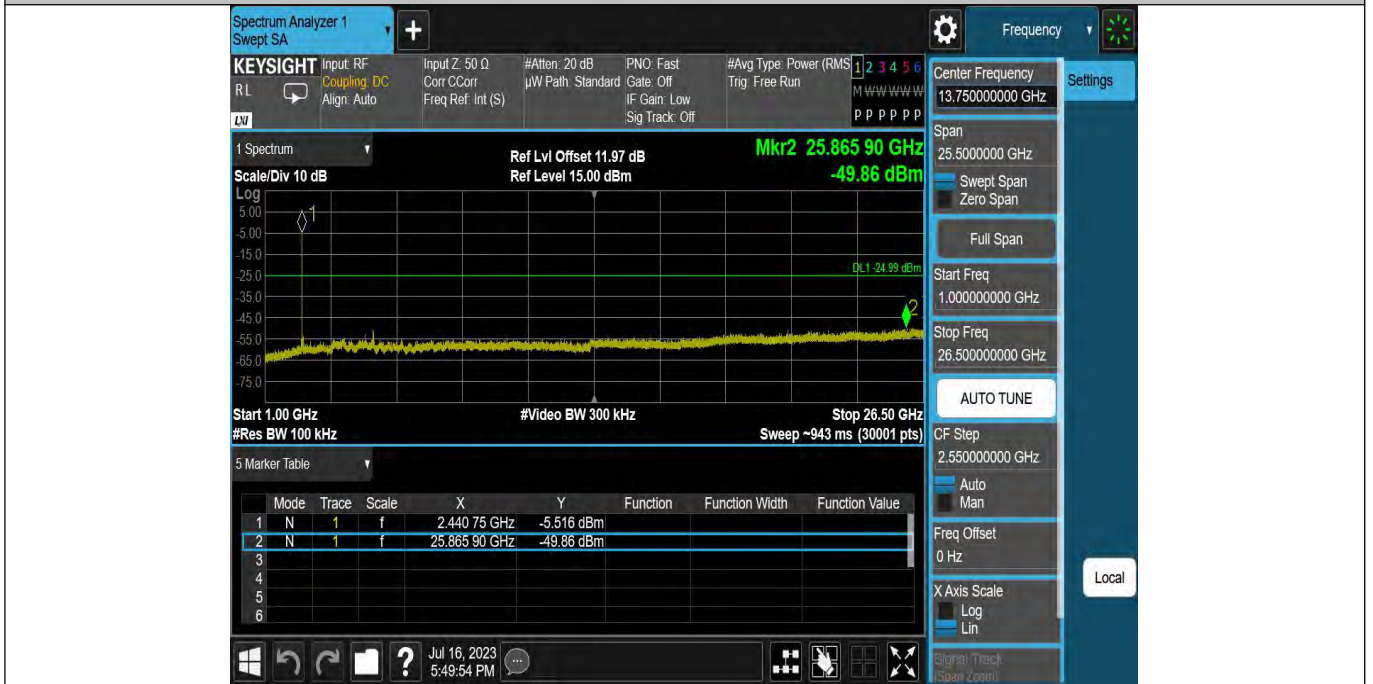 Spectrum Analyzer 1
Swept SA
+
Frequency
KEYSIGHT
RL
LXI
Input: RF
Coupling: DC
Align: Auto
Input Z: 50 Ω
Corr CCorr
Freq Ref: Int (S)
#Atten: 20 dB
µW Path: Standard
PNO: Fast
Gate: Off
IF Gain: Low
Sig Track: Off
#Avg Type: Power (RMS
Trig: Free Run
1 2 3 4 5 6
M W W W W W
P P P P P P
1 Spectrum
Scale/Div 10 dB
Ref Lvl Offset 11.97 dB
Ref Level 15.00 dBm
Mkr2 25.865 90 GHz
-49.86 dBm
Log
5.00
-5.00
-15.0
-25.0
-35.0
-45.0
-55.0
-65.0
-75.0
1
DL1 -24.99 dBm
2
Start 1.00 GHz
#Video BW 300 kHz
Stop 26.50 GHz
#Res BW 100 kHz
Sweep ~943 ms (30001 pts)
5 Marker Table
Mode Trace Scale X Y Function Function Width Function Value
1 N 1 f 2.440 75 GHz -5.516 dBm
2 N 1 f 25.865 90 GHz -49.86 dBm
3
4
5
6
Jul 16, 2023
5:49:54 PM
Center Frequency
13.750000000 GHz
Settings
Span
25.5000000 GHz
Swept Span
Zero Span
Full Span
Start Freq
1.000000000 GHz
Stop Freq
26.500000000 GHz
AUTO TUNE
CF Step
2.550000000 GHz
Auto
Man
Freq Offset
0 Hz
X Axis Scale
Log
Lin
Signal Track
(Span Zoom)
Local